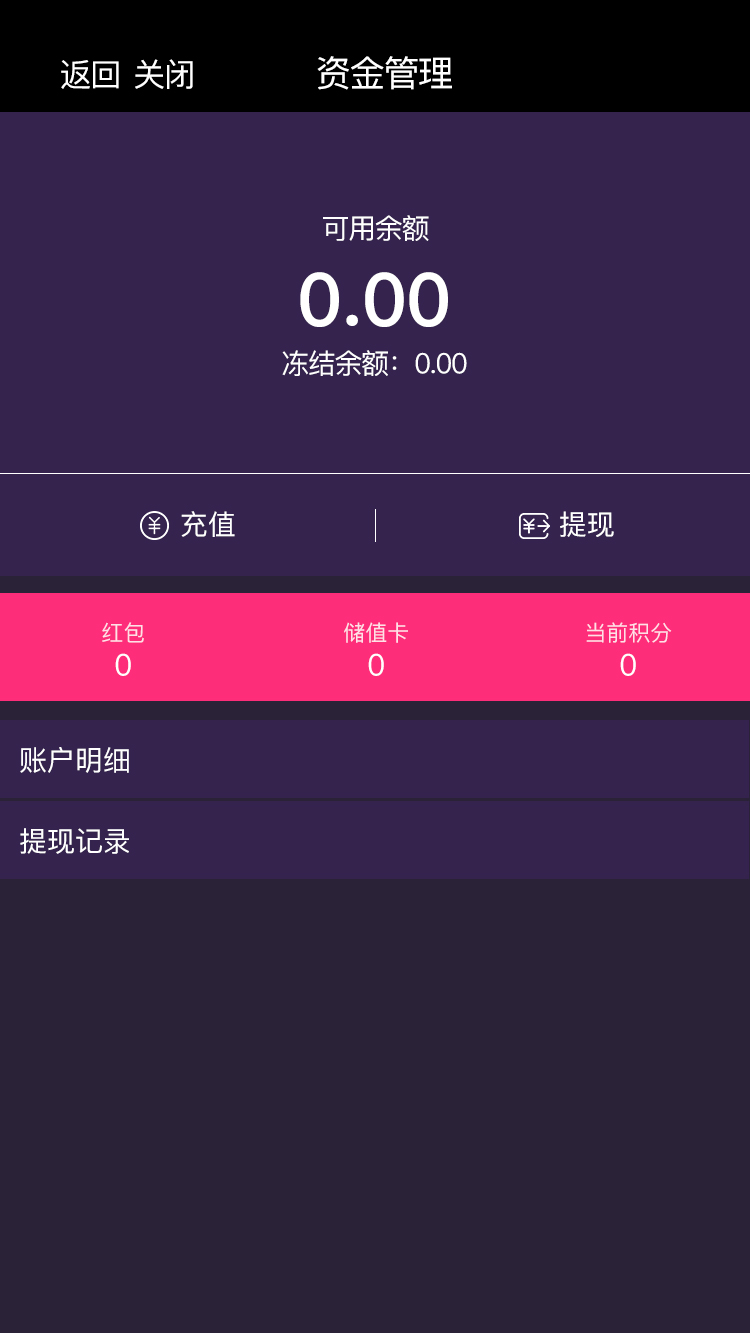 返回 关闭 资金管理
可用余额
0.00
冻结余额：0.00
充值 提现
红包 储值卡 当前积分
0 0 0
账户明细
提现记录